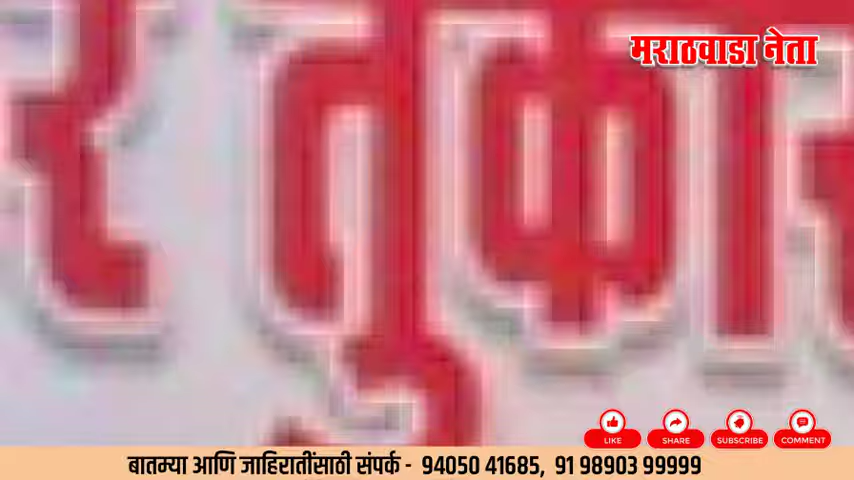 मराठवाडा नेता
तुका
LIKE SHARE SUBSCRIBE COMMENT
बातम्या आणि जाहिरातींसाठी संपर्क - 94050 41685, 91 98903 99999